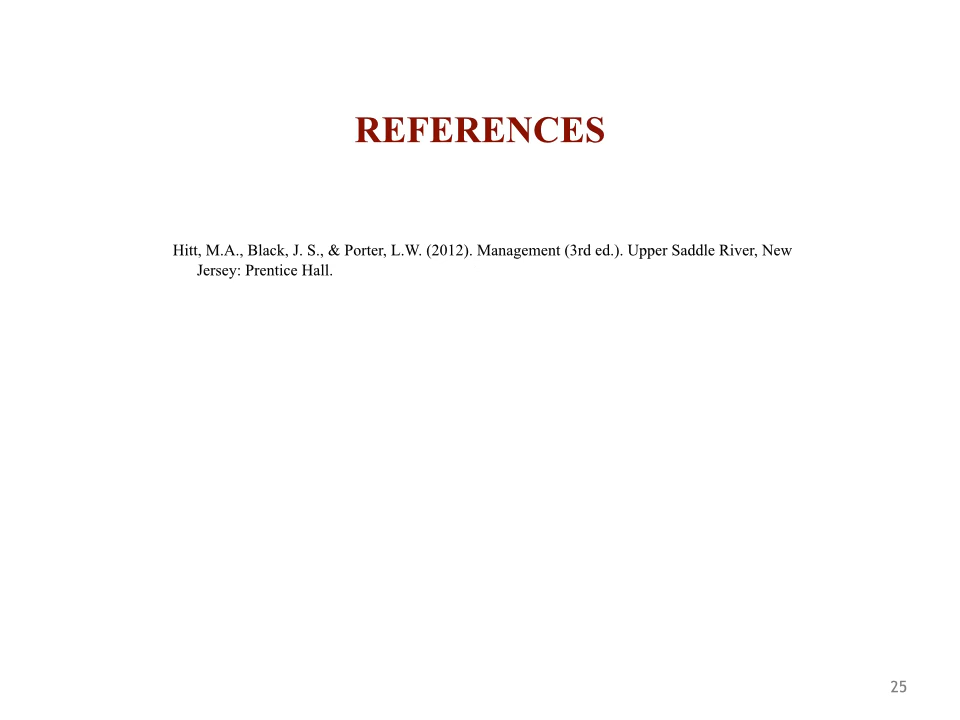 REFERENCES
Hitt, M.A., Black, J. S., & Porter, L.W. (2012). Management (3rd ed.). Upper Saddle River, New
Jersey: Prentice Hall.
25